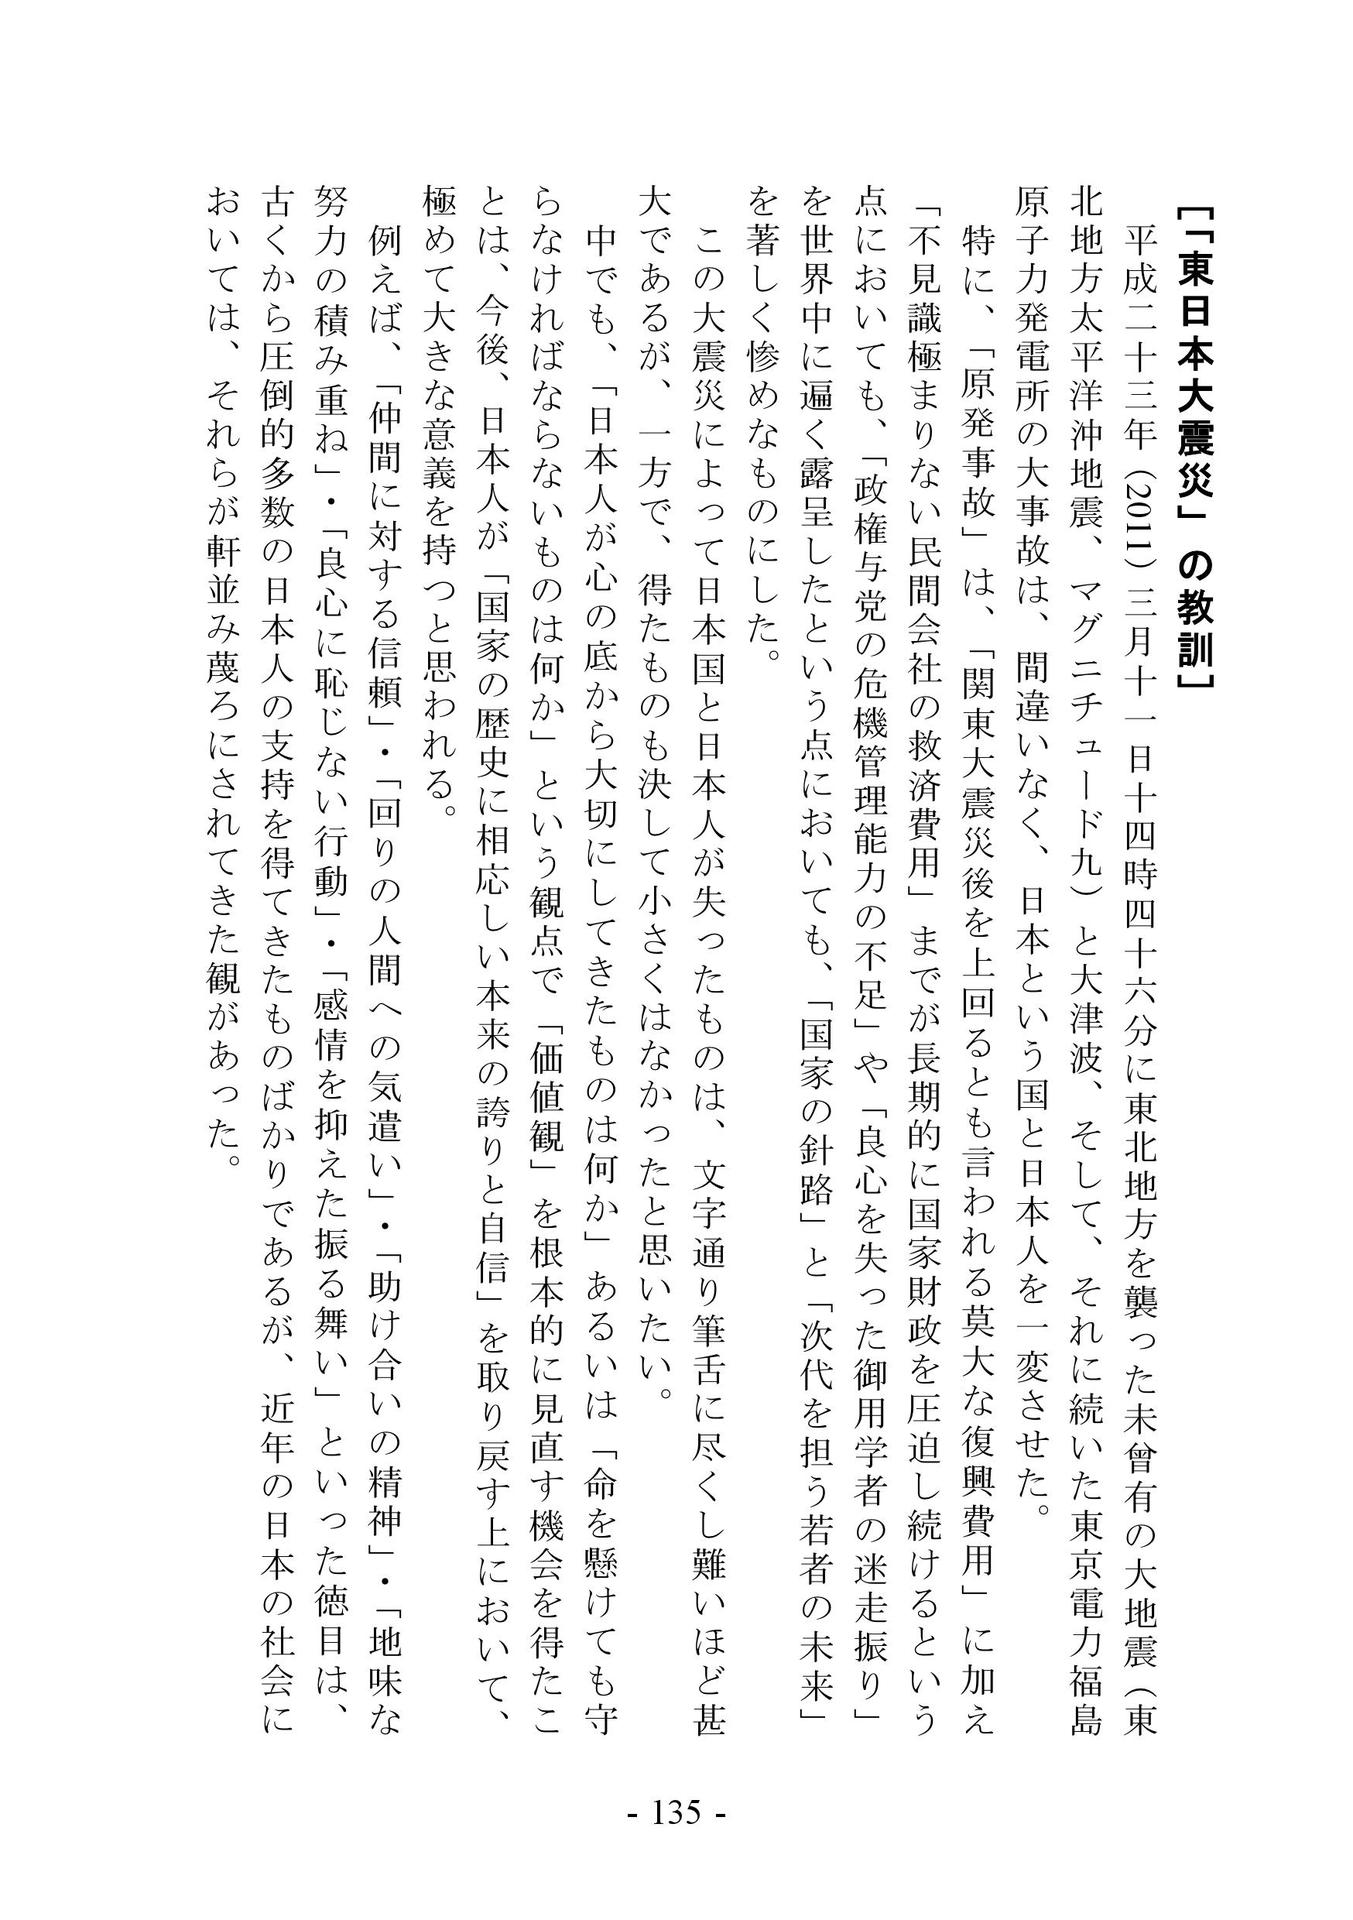 ［「東日本大震災」の教訓］
平成二十三年（2011）三月十一日十四時四十六分に東北地方を襲った未曾有の大地震（東
北地方太平洋沖地震、マグニチュード九）と大津波、そして、それに続いた東京電力福島
原子力発電所の大事故は、間違いなく、日本という国と日本人を一変させた。
特に、「原発事故」は、「関東大震災後を上回るとも言われる莫大な復興費用」に加え
「不見識極まりない民間会社の救済費用」までが長期的に国家財政を圧迫し続けるという
点においても、「政権与党の危機管理能力の不足」や「良心を失った御用学者の迷走振り」
を世界中に遍く露呈したという点においても、「国家の針路」と「次代を担う若者の未来」
を著しく惨めなものにした。
この大震災によって日本国と日本人が失ったものは、文字通り筆舌に尽くし難いほど甚
大であるが、一方で、得たものも決して小さくはなかったと思いたい。
中でも、「日本人が心の底から大切にしてきたものは何か」あるいは「命を懸けても守
らなければならないものは何か」という観点で「価値観」を根本的に見直す機会を得たこ
とは、今後、日本人が「国家の歴史に相応しい本来の誇りと自信」を取り戻す上において、
極めて大きな意義を持つと思われる。
例えば、「仲間に対する信頼」・「回りの人間への気遣い」・「助け合いの精神」・「地味な
努力の積み重ね」・「良心に恥じない行動」・「感情を抑えた振る舞い」といった徳目は、
古くから圧倒的多数の日本人の支持を得てきたものばかりであるが、近年の日本の社会に
おいては、それらが軒並み蔑ろにされてきた観があった。
- 135 -